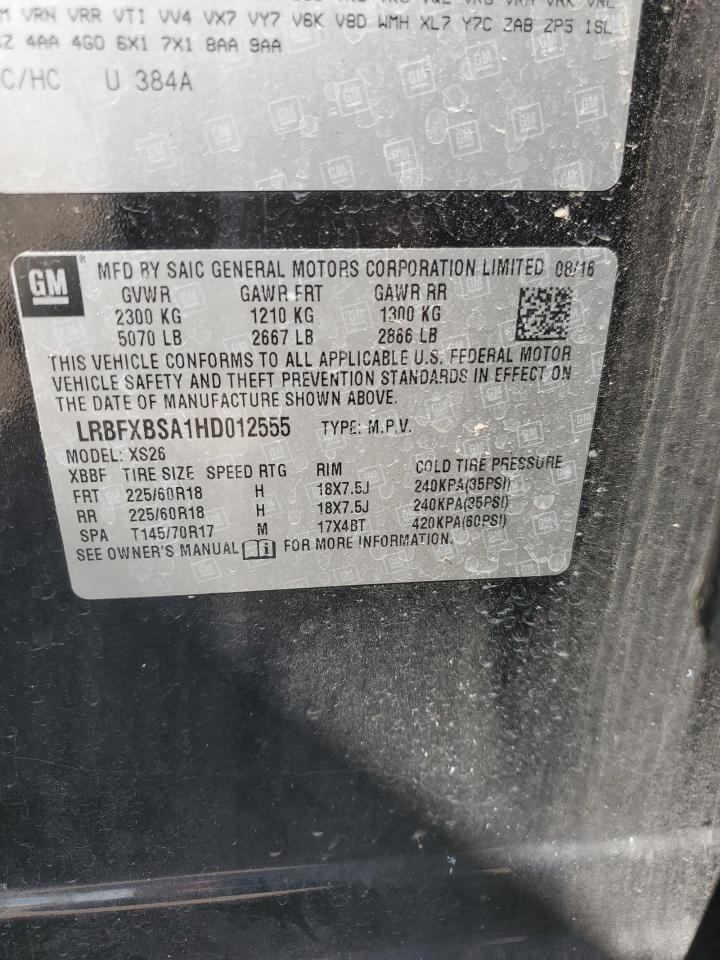 M VRN VRR VTI VV4 VX7 VY7 V6K V8D WMH XL7 Y7C ZAB ZP5 1SL
4AA 4G0 6X1 7X1 8AA 9AA
C/HC U 384A
GM ® MFD BY SAIC GENERAL MOTORS CORPORATION LIMITED 08/16
GVWR GAWR FRT GAWR RR
2300 KG 1210 KG 1300 KG
5070 LB 2667 LB 2866 LB
THIS VEHICLE CONFORMS TO ALL APPLICABLE U.S. FEDERAL MOTOR
VEHICLE SAFETY AND THEFT PREVENTION STANDARDS IN EFFECT ON
THE DATE OF MANUFACTURE SHOWN ABOVE.
LRBFXBSA1HD012555 TYPE: M.P.V.
MODEL: XS26
XBBF TIRE SIZE SPEED RTG RIM COLD TIRE PRESSURE
FRT 225/60R18 H 18X7.5J 240KPA(35PSI)
RR 225/60R18 H 18X7.5J 240KPA(35PSI)
SPA T145/70R17 M 17X4BT 420KPA(60PSI)
SEE OWNER'S MANUAL FOR MORE INFORMATION.